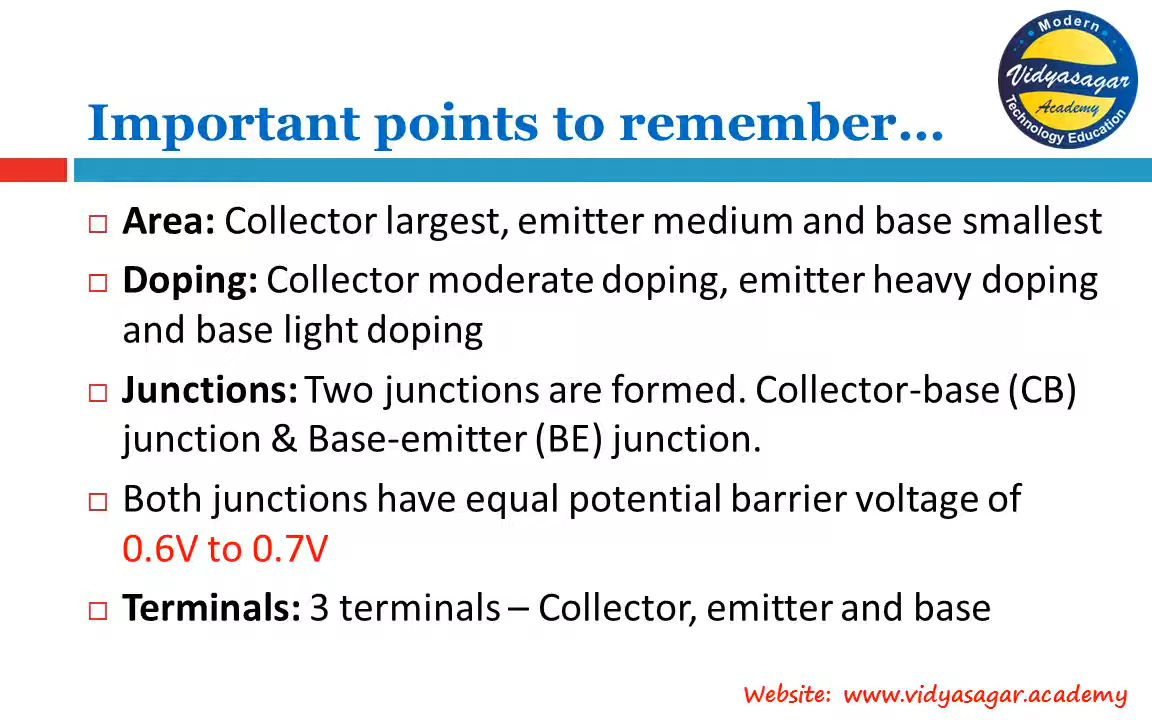 Modern
Vidyasagar
Academy
Technology Education
Important points to remember...
Area: Collector largest, emitter medium and base smallest
Doping: Collector moderate doping, emitter heavy doping
and base light doping
Junctions: Two junctions are formed. Collector-base (CB)
junction & Base-emitter (BE) junction.
Both junctions have equal potential barrier voltage of
0.6V to 0.7V
Terminals: 3 terminals – Collector, emitter and base
Website: www.vidyasagar.academy